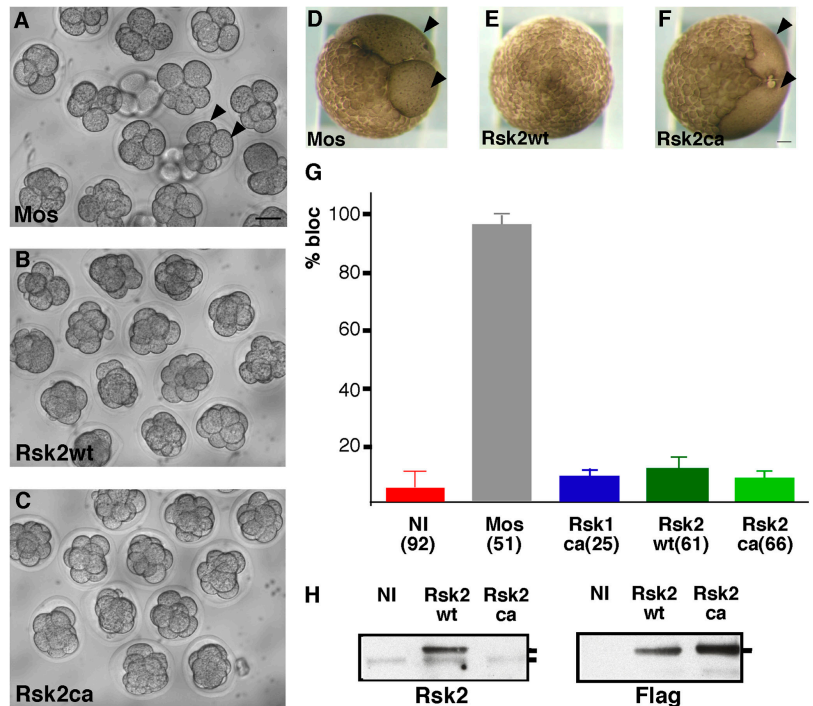 A
Mos
B
Rsk2wt
C
Rsk2ca
D
Mos
E
Rsk2wt
F
Rsk2ca
G
% bloc
100
80
60
40
20
NI
(92)
Mos
(51)
Rsk1
ca(25)
Rsk2
wt(61)
Rsk2
ca(66)
H
NI
Rsk2
wt
Rsk2
ca
Rsk2
NI
Rsk2
wt
Rsk2
ca
Flag